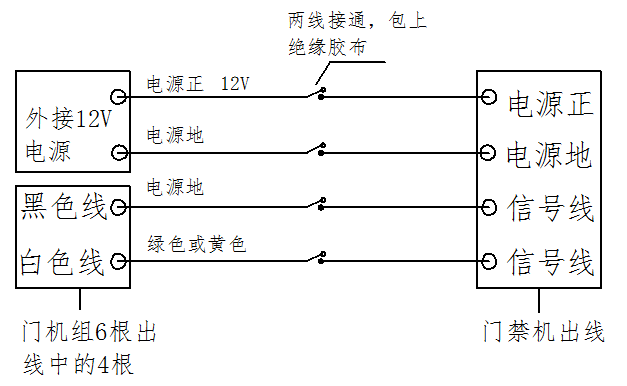 两线接通，包上
绝缘胶布
电源正 12V
外接12V
电源
电源地
电源正
电源地
黑色线
电源地
信号线
白色线
绿色或黄色
信号线
门机组6根出
线中的4根
门禁机出线